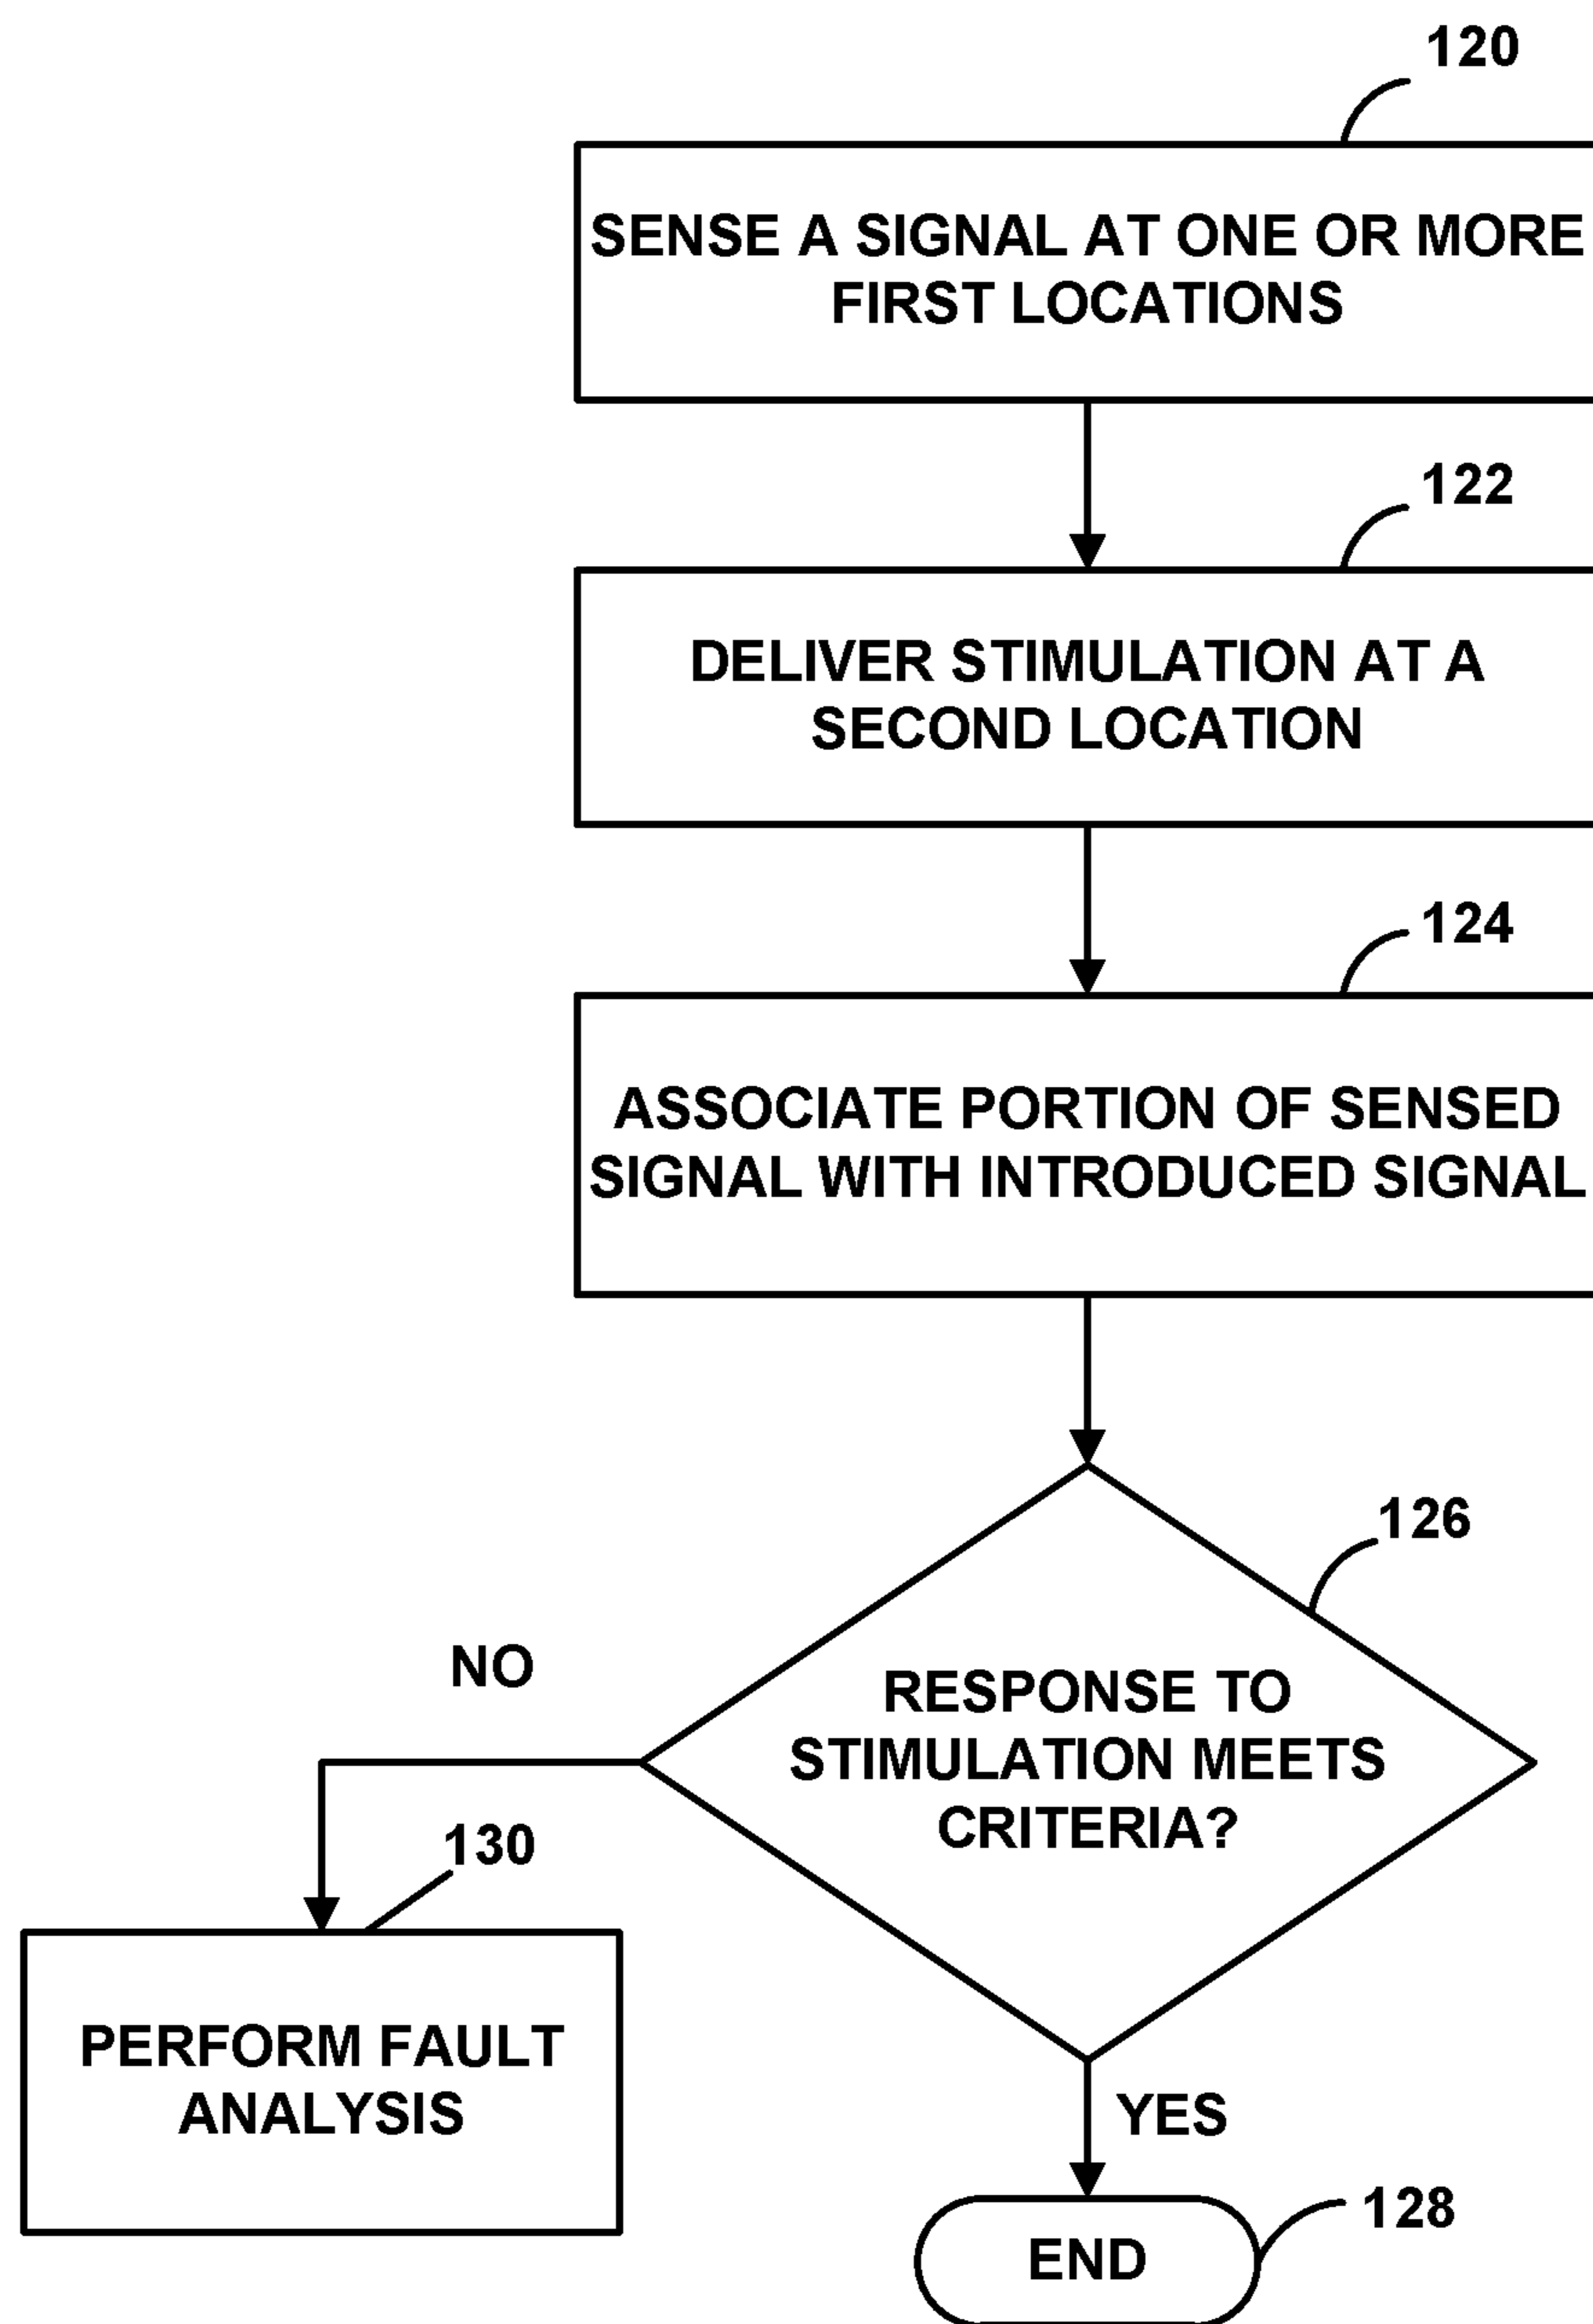 120
SENSE A SIGNAL AT ONE OR MORE
FIRST LOCATIONS
122
DELIVER STIMULATION AT A
SECOND LOCATION
124
ASSOCIATE PORTION OF SENSED
SIGNAL WITH INTRODUCED SIGNAL
126
RESPONSE TO
STIMULATION MEETS
CRITERIA?
NO
130
PERFORM FAULT
ANALYSIS
YES
128
END